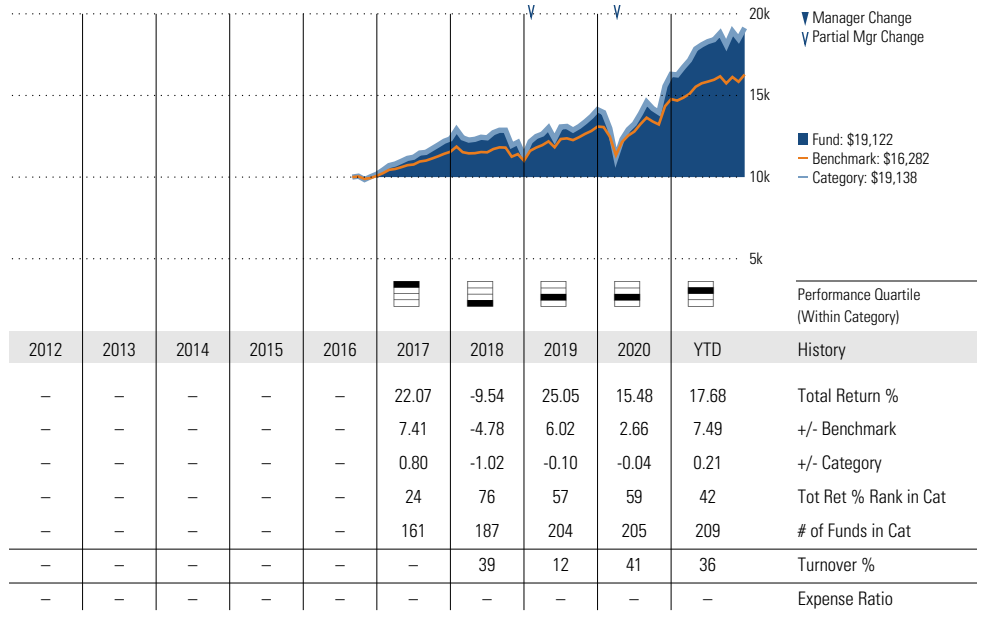 20k
Manager Change
Partial Mgr Change
15k
Fund: $19,122
Benchmark: $16,282
Category: $19,138
10k
5k
Performance Quartile
(Within Category)
2012 2013 2014 2015 2016 2017 2018 2019 2020 YTD History
– – – – – 22.07 -9.54 25.05 15.48 17.68 Total Return %
– – – – – 7.41 -4.78 6.02 2.66 7.49 +/- Benchmark
– – – – – 0.80 -1.02 -0.10 -0.04 0.21 +/- Category
– – – – – 24 76 57 59 42 Tot Ret % Rank in Cat
– – – – – 161 187 204 205 209 # of Funds in Cat
– – – – – – 39 12 41 36 Turnover %
– – – – – – – – – – Expense Ratio